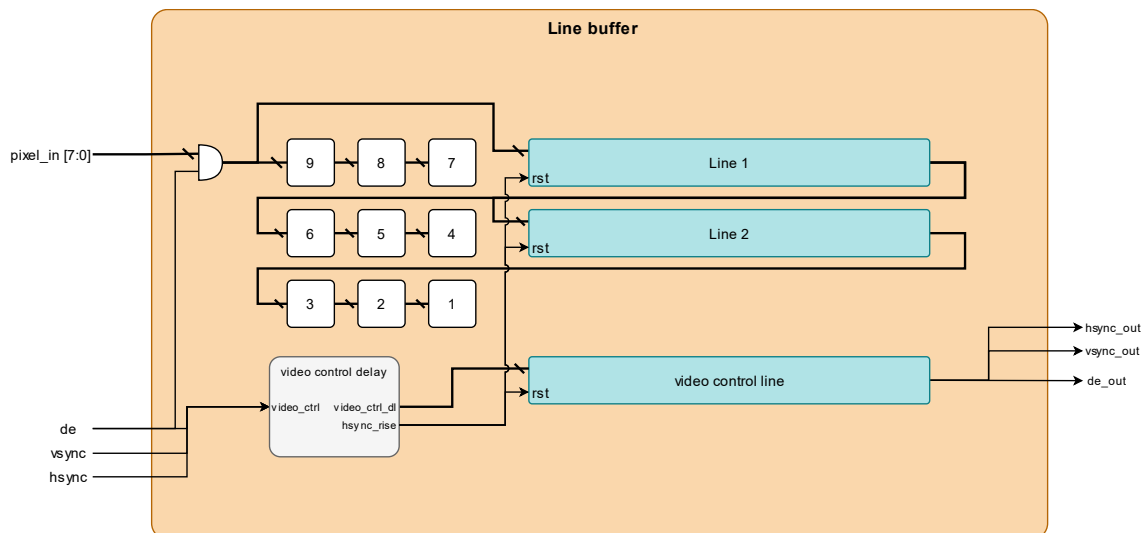 Line buffer
pixel_in [7:0]
9 8 7
Line 1
rst
6 5 4
Line 2
rst
3 2 1
video control delay
video_ctrl
video_ctrl_dl
hsync_rise
video control line
rst
hsync_out
vsync_out
de_out
de
vsync
hsync